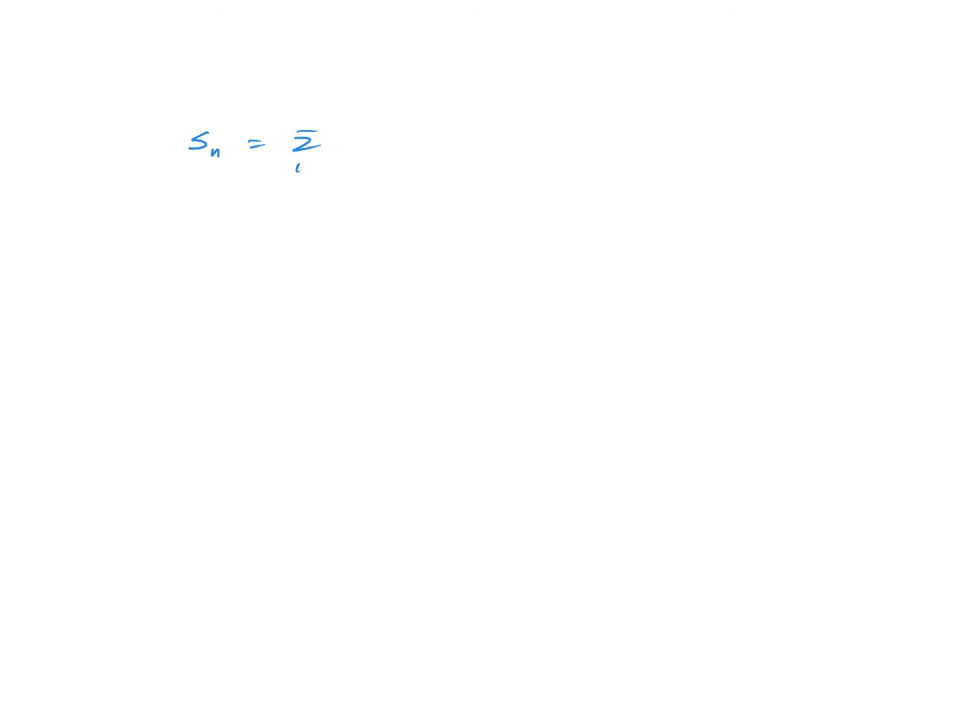 Sₙ = Σ